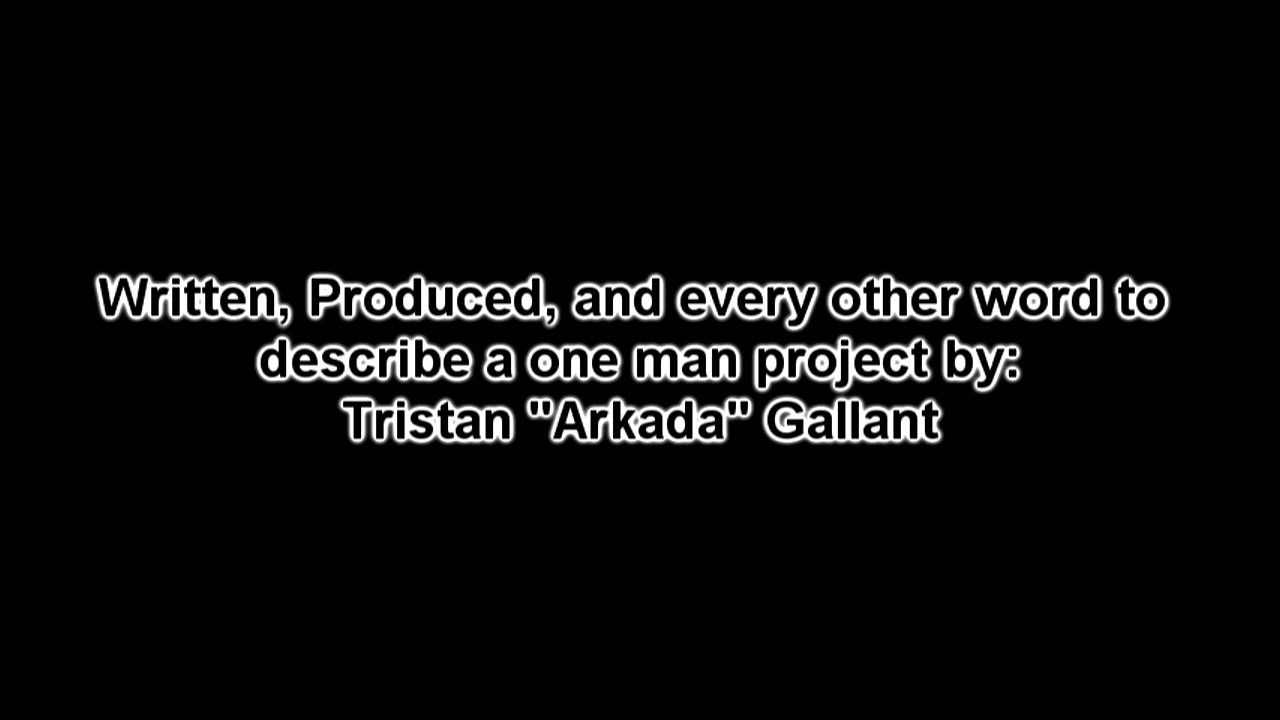 Written, Produced, and every other word to
describe a one man project by:
Tristan "Arkada" Gallant